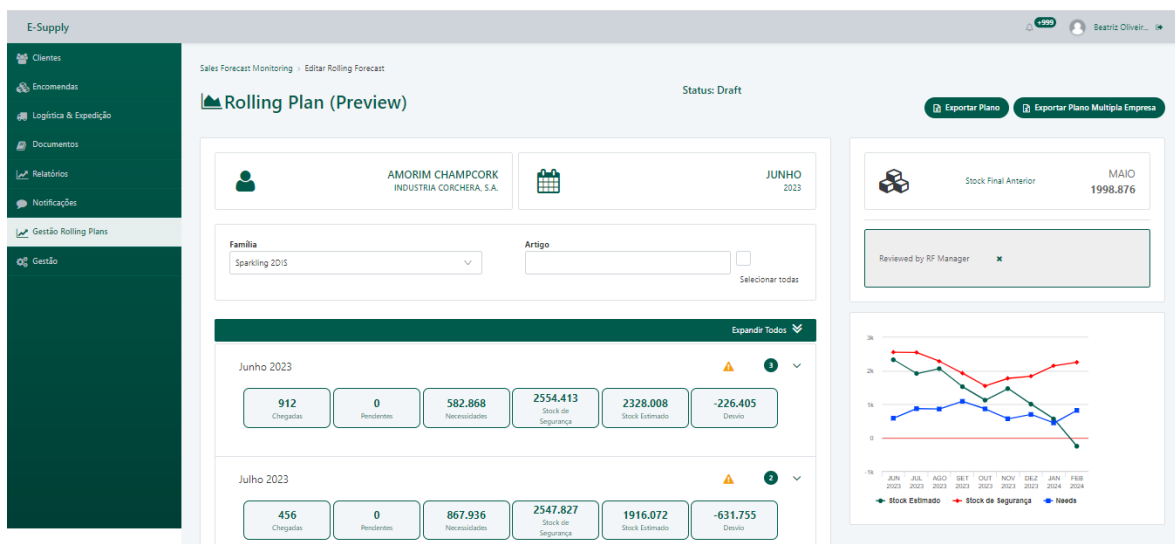 E-Supply
+999
Beatriz Oliveir...
Clientes
Encomendas
Logística & Expedição
Documentos
Relatórios
Notificações
Gestão Rolling Plans
Gestão
Sales Forecast Monitoring › Editar Rolling Forecast
Rolling Plan (Preview)
Status: Draft
Exportar Plano
Exportar Plano Multipla Empresa
AMORIM CHAMPCORK
INDUSTRIA CORCHERA, S.A.
JUNHO
2023
Stock Final Anterior
MAIO
1998.876
Família
Sparkling 2DIS
Artigo
Selecionar todas
Reviewed by RF Manager
Expandir Todos
Junho 2023
3
912
Chegadas
0
Pendentes
582.868
Necessidades
2554.413
Stock de
Segurança
2328.008
Stock Estimado
-226.405
Desvio
Julho 2023
2
456
Chegadas
0
Pendentes
867.936
Necessidades
2547.827
Stock de
Segurança
1916.072
Stock Estimado
-631.755
Desvio
3k
2k
1k
0
-1k
JUN JUL AGO SET OUT NOV DEZ JAN FEB
2023 2023 2023 2023 2023 2023 2023 2024 2024
Stock Estimado Stock de Segurança Needs